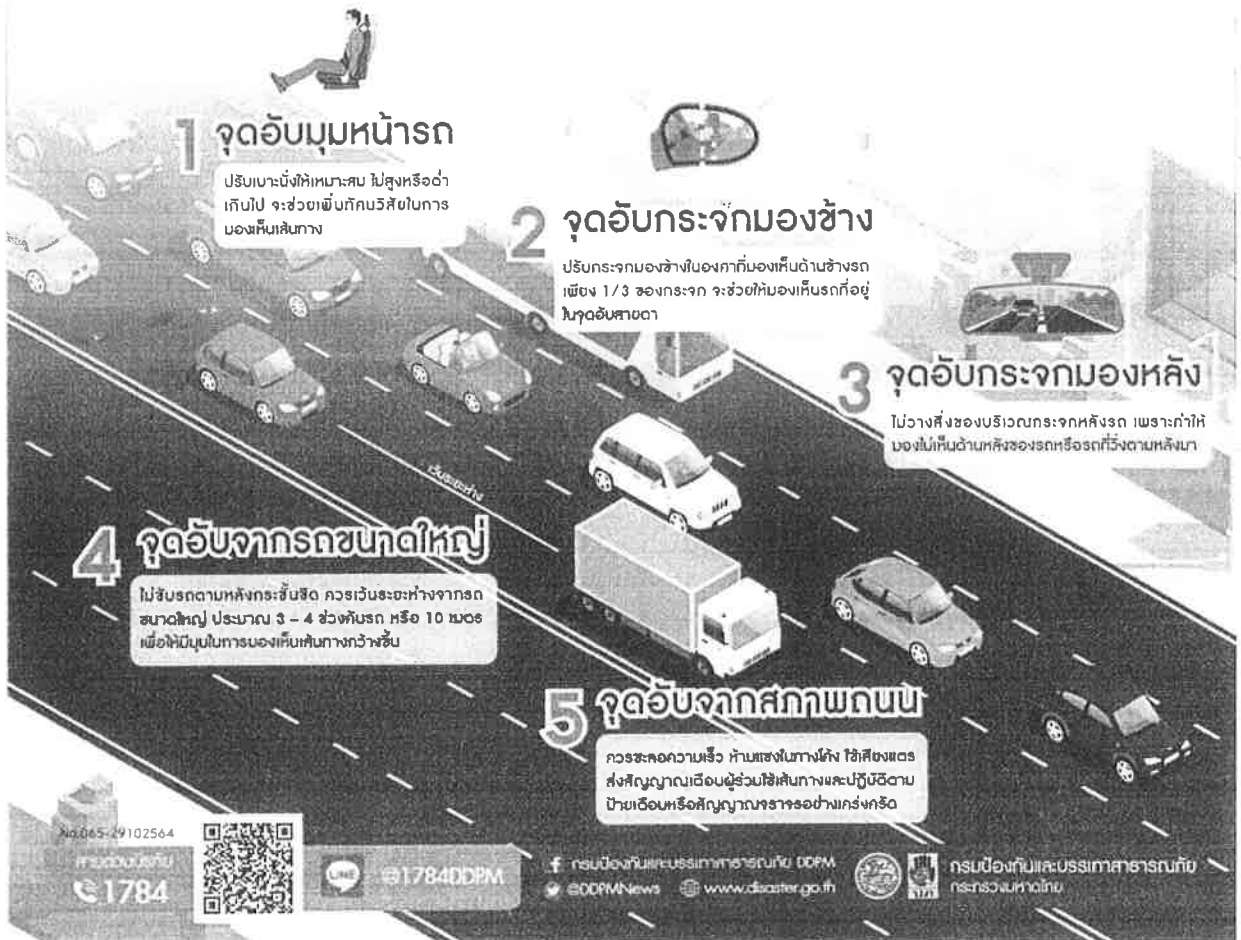 1 จุดอับมุมหน้ารถ
ปรับเบาะนั่งให้เหมาะสม ไม่สูงหรือต่ำ
เกินไป จะช่วยเพิ่มทัศนวิสัยในการ
มองเห็นเส้นทาง
2 จุดอับกระจกมองข้าง
ปรับกระจกมองข้างในองศาที่มองเห็นด้านข้างรถ
เพียง 1/3 ของกระจก จะช่วยให้มองเห็นรถที่อยู่
ในจุดอับสายตา
3 จุดอับกระจกมองหลัง
ไม่วางสิ่งของบริเวณกระจกหลังรถ เพราะทำให้
มองไม่เห็นด้านหลังของรถหรือรถที่วิ่งตามหลังมา
เว้นระยะห่าง
4 จุดอับจากรถขนาดใหญ่
ไม่ขับรถตามหลังกระชั้นชิด ควรเว้นระยะห่างจากรถ
ขนาดใหญ่ ประมาณ 3 – 4 ช่วงคันรถ หรือ 10 เมตร
เพื่อให้มีมุมในการมองเห็นเส้นทางกว้างขึ้น
5 จุดอับจากสภาพถนน
ควรชะลอความเร็ว ห้ามแซงในทางโค้ง ใช้เสียงแตร
ส่งสัญญาณเตือนผู้ร่วมใช้เส้นทางและปฏิบัติตาม
ป้ายเตือนหรือสัญญาณจราจรอย่างเคร่งครัด
No.065-29102564
สายด่วนนิรภัย
1784
LINE
@1784DDPM
กรมป้องกันและบรรเทาสาธารณภัย DDPM
@DDPMNews www.disaster.go.th
กรมป้องกันและบรรเทาสาธารณภัย
กระทรวงมหาดไทย